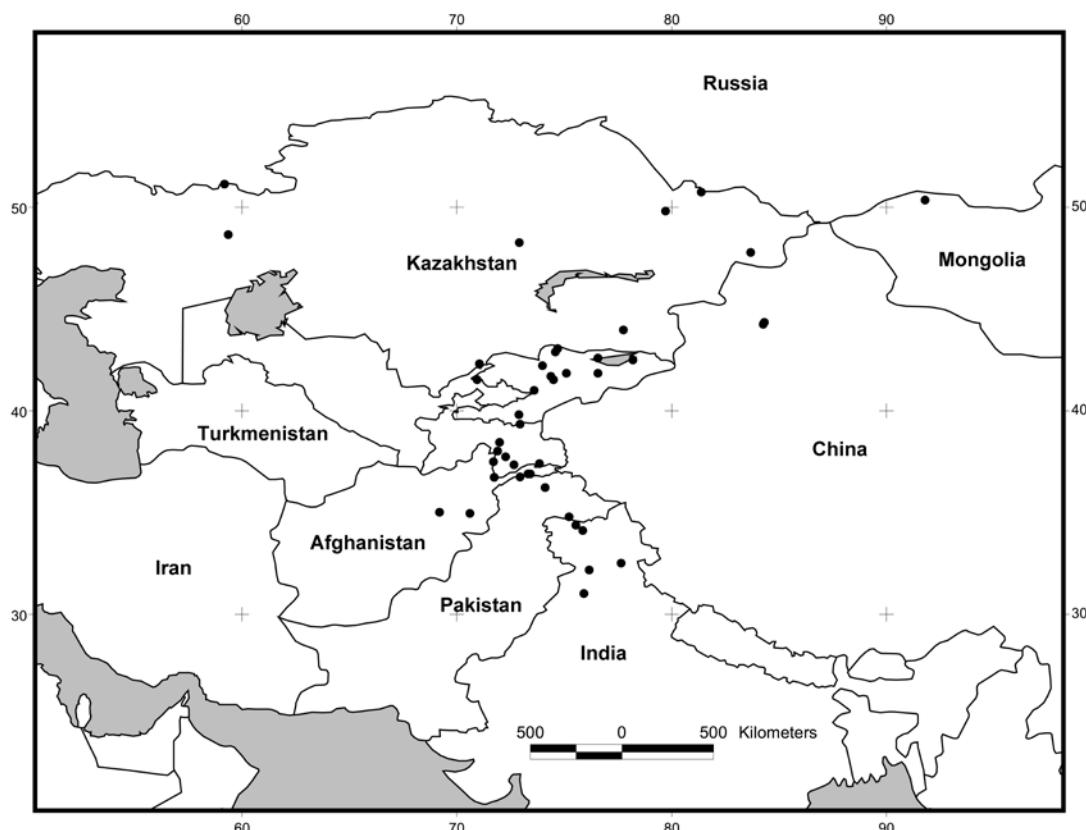 60 70 80 90
Russia
50 50
Kazakhstan
Mongolia
40 40
Turkmenistan
China
Afghanistan
Iran
Pakistan
30 30
India
500 0 500 Kilometers
60 70 80 90